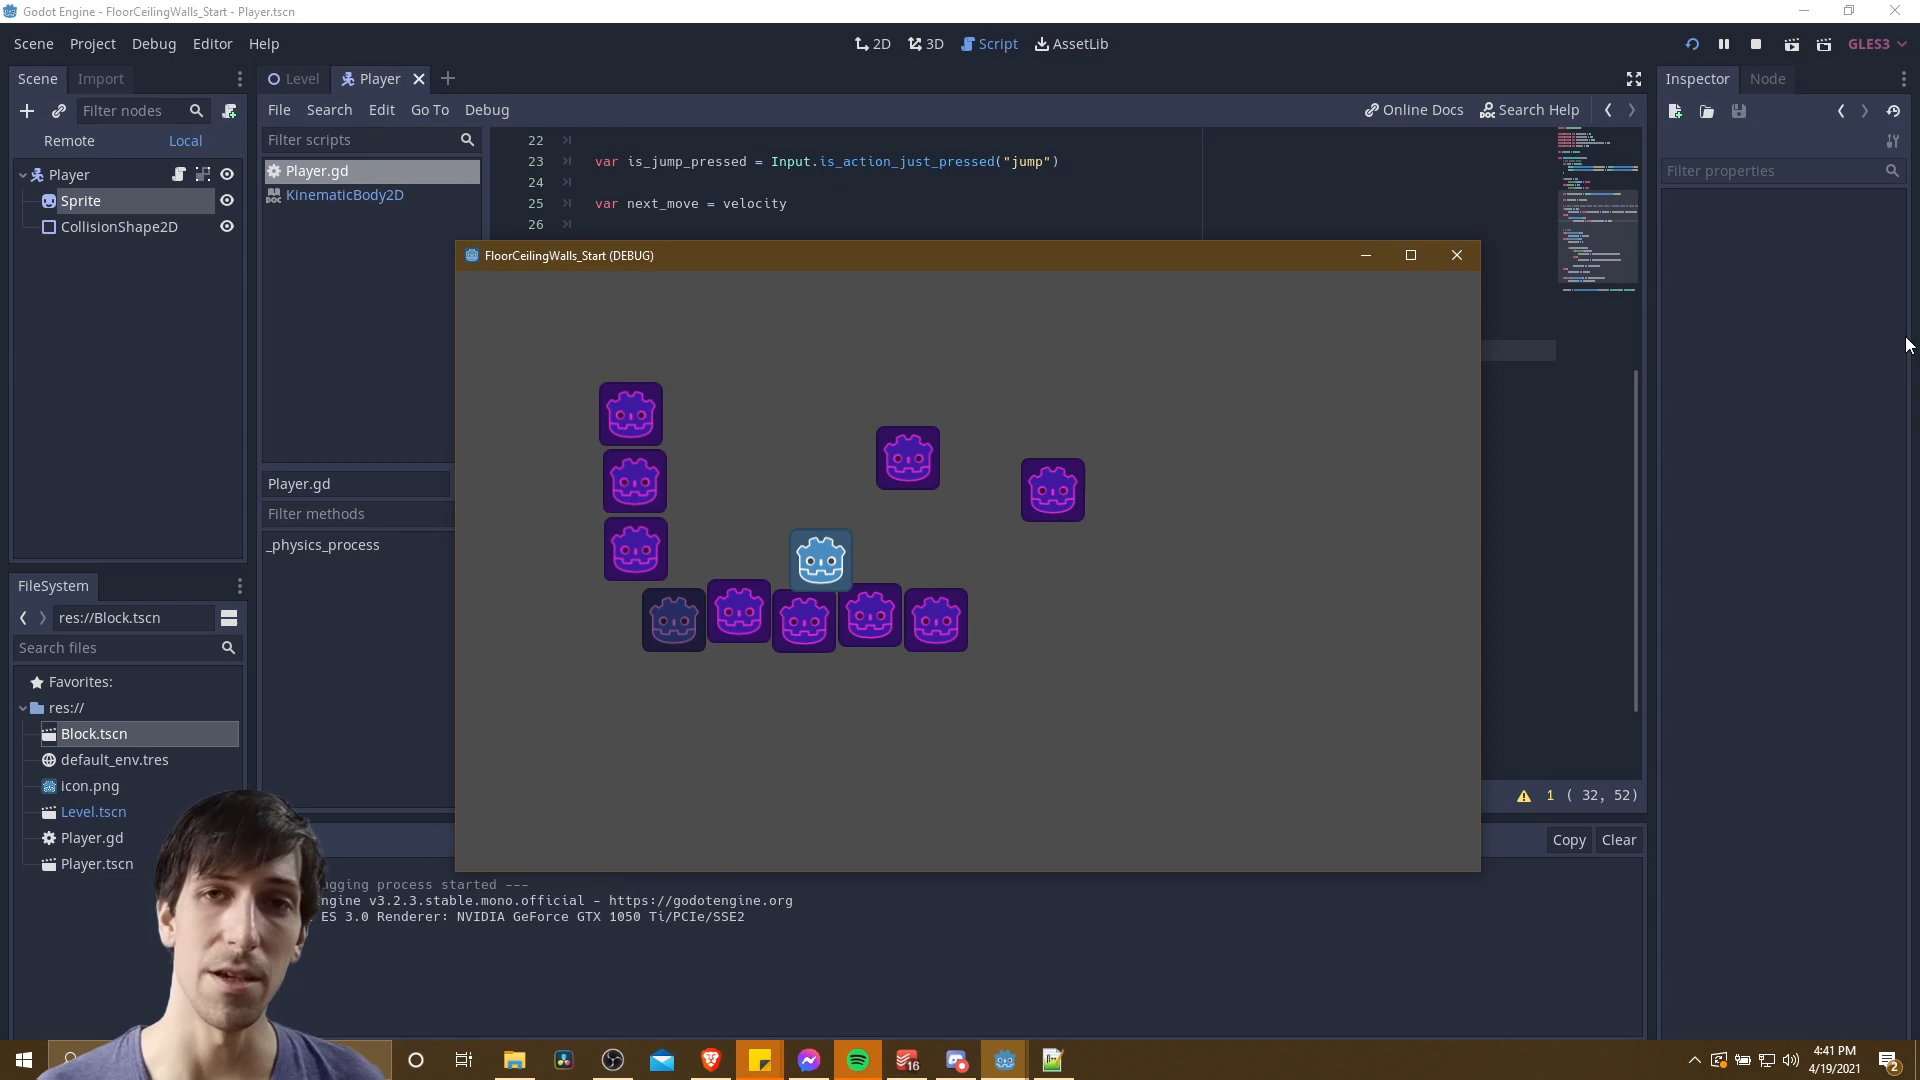 Godot Engine - FloorCeilingWalls_Start - Player.tscn
Scene Project Debug Editor Help
2D 3D Script AssetLib
GLES3
Scene Import
Level Player
Inspector Node
Filter nodes
File Search Edit Go To Debug
Online Docs Search Help
Remote Local
Filter scripts
Filter properties
Player
Sprite
CollisionShape2D
Player.gd
KinematicBody2D
22
23 var is_jump_pressed = Input.is_action_just_pressed("jump")
24
25 var next_move = velocity
26
FloorCeilingWalls_Start (DEBUG)
Player.gd
Filter methods
_physics_process
FileSystem
res://Block.tscn
Search files
Favorites:
res://
Block.tscn
default_env.tres
icon.png
Level.tscn
Player.gd
Player.tscn
1 ( 32, 52)
Copy Clear
gging process started ---
ngine v3.2.3.stable.mono.official - https://godotengine.org
ES 3.0 Renderer: NVIDIA GeForce GTX 1050 Ti/PCIe/SSE2
16
4:41 PM
4/19/2021
2